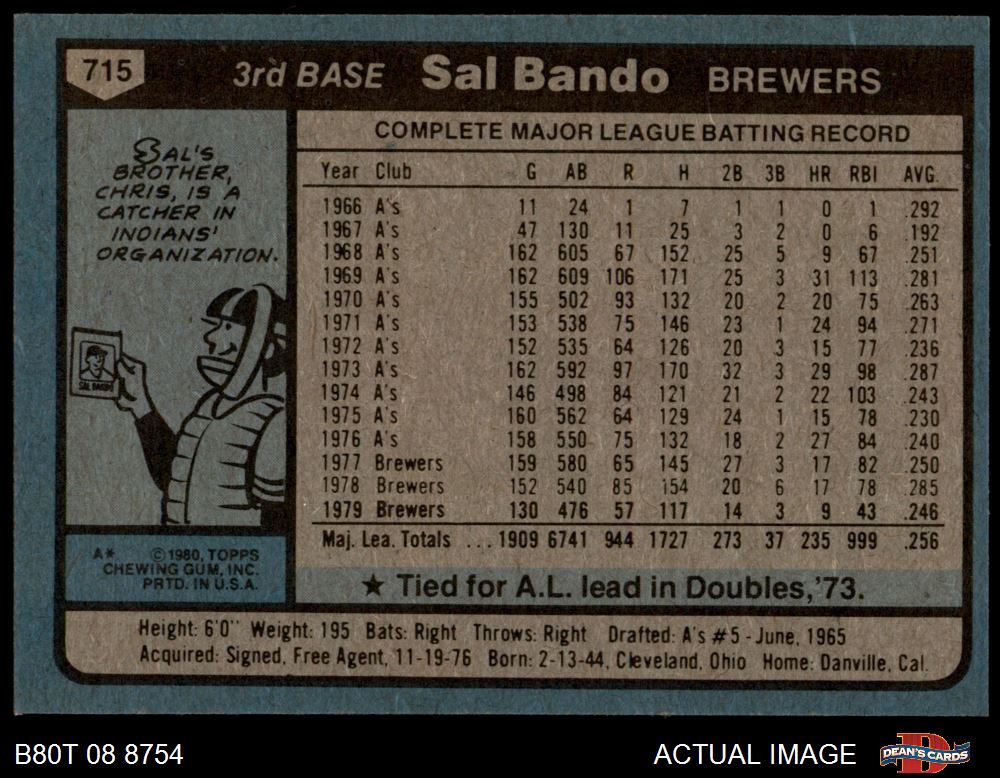 715 3rd BASE Sal Bando BREWERS
SAL'S
BROTHER,
CHRIS, IS A
CATCHER IN
INDIANS'
ORGANIZATION.
SAL BANDO
COMPLETE MAJOR LEAGUE BATTING RECORD
Year Club G AB R H 2B 3B HR RBI AVG.
1966 A's 11 24 1 7 1 1 0 1 .292
1967 A's 47 130 11 25 3 2 0 6 .192
1968 A's 162 605 67 152 25 5 9 67 .251
1969 A's 162 609 106 171 25 3 31 113 .281
1970 A's 155 502 93 132 20 2 20 75 .263
1971 A's 153 538 75 146 23 1 24 94 .271
1972 A's 152 535 64 126 20 3 15 77 .236
1973 A's 162 592 97 170 32 3 29 98 .287
1974 A's 146 498 84 121 21 2 22 103 .243
1975 A's 160 562 64 129 24 1 15 78 .230
1976 A's 158 550 75 132 18 2 27 84 .240
1977 Brewers 159 580 65 145 27 3 17 82 .250
1978 Brewers 152 540 85 154 20 6 17 78 .285
1979 Brewers 130 476 57 117 14 3 9 43 .246
Maj. Lea. Totals ... 1909 6741 944 1727 273 37 235 999 .256
★ Tied for A.L. lead in Doubles,'73.
A* © 1980, TOPPS
CHEWING GUM, INC.
PRTD. IN U.S.A.
Height: 6'0" Weight: 195 Bats: Right Throws: Right Drafted: A's #5 - June, 1965
Acquired: Signed, Free Agent, 11-19-76 Born: 2-13-44, Cleveland, Ohio Home: Danville, Cal.
B80T 08 8754 ACTUAL IMAGE DEAN'S CARDS